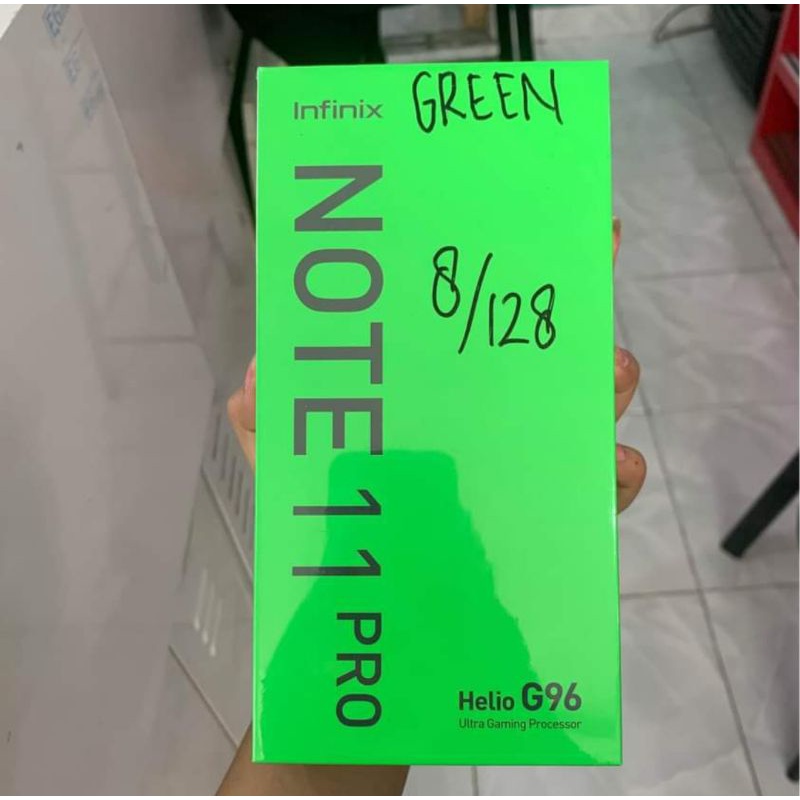 Infinix
GREEN
NOTE 11 PRO
8/128
Helio G96
Ultra Gaming Processor